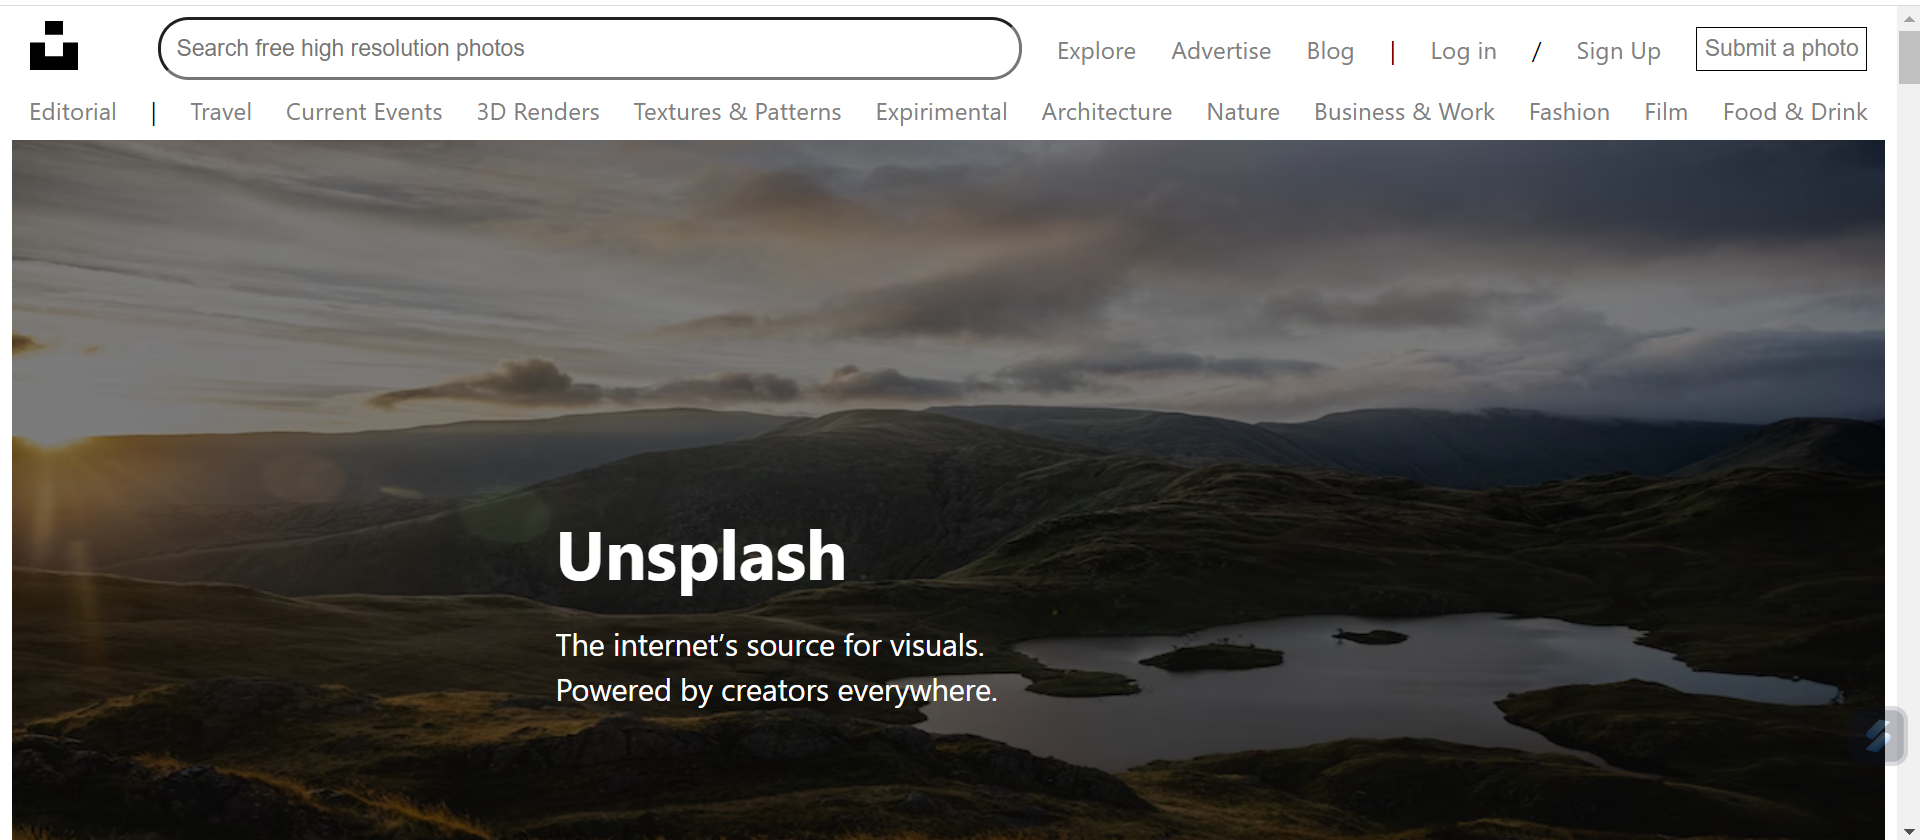 Search free high resolution photos Explore Advertise Blog | Log in / Sign Up Submit a photo
Editorial | Travel Current Events 3D Renders Textures & Patterns Expirimental Architecture Nature Business & Work Fashion Film Food & Drink
Unsplash
The internet’s source for visuals.
Powered by creators everywhere.